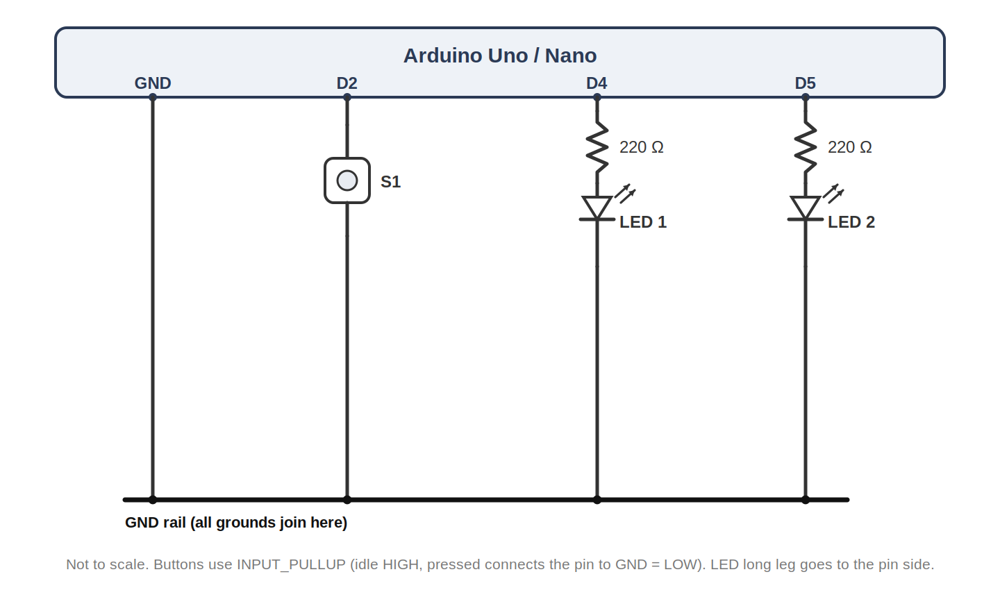 Arduino Uno / Nano
GND D2 D4 D5
220 Ω 220 Ω
S1
LED 1 LED 2
GND rail (all grounds join here)
Not to scale. Buttons use INPUT_PULLUP (idle HIGH, pressed connects the pin to GND = LOW). LED long leg goes to the pin side.